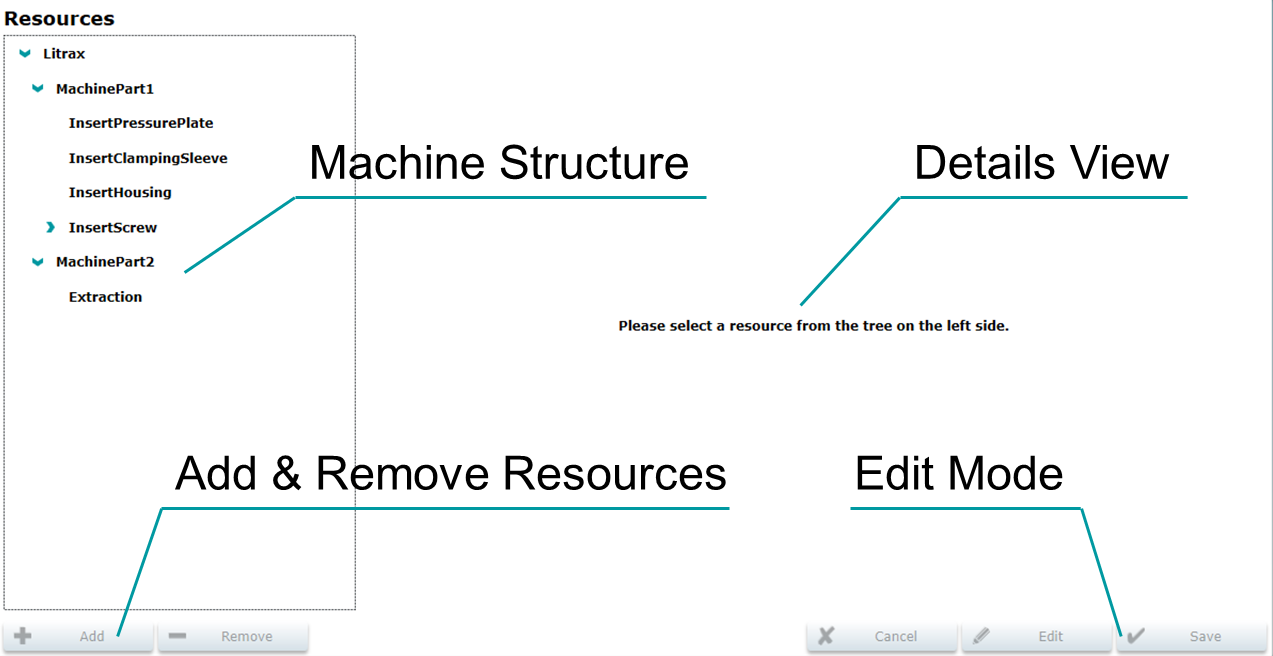 Resources
Litrax
MachinePart1
InsertPressurePlate
InsertClampingSleeve
InsertHousing
InsertScrew
MachinePart2
Extraction
Machine Structure
Details View
Please select a resource from the tree on the left side.
Add & Remove Resources
Edit Mode
Add
Remove
Cancel
Edit
Save